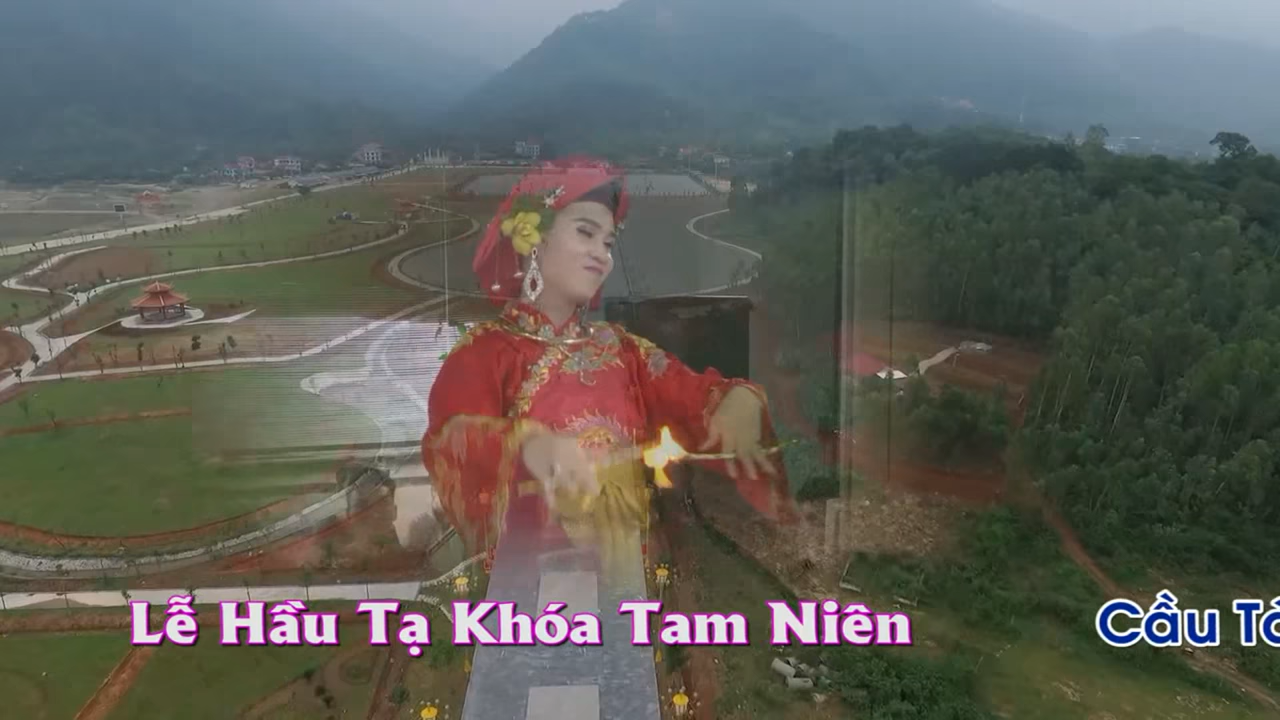 Lễ Hầu Tạ Khóa Tam Niên
Cầu